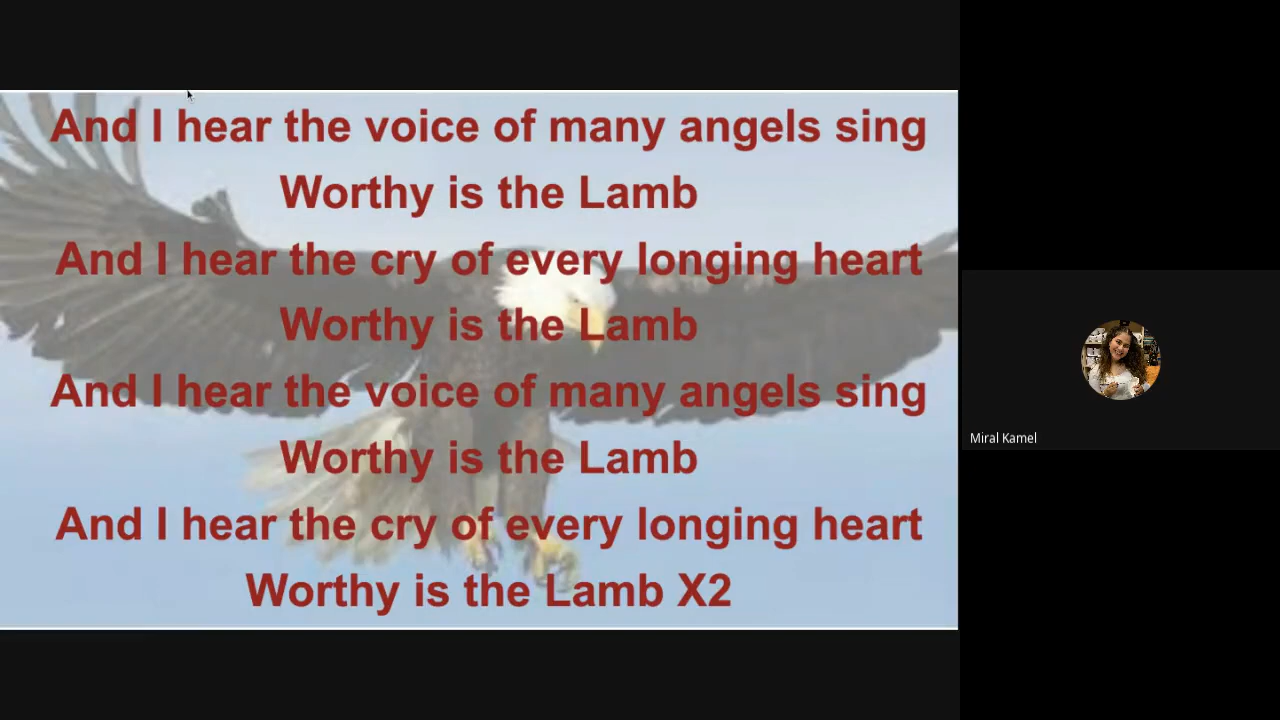 And I hear the voice of many angels sing
Worthy is the Lamb
And I hear the cry of every longing heart
Worthy is the Lamb
And I hear the voice of many angels sing
Worthy is the Lamb
And I hear the cry of every longing heart
Worthy is the Lamb X2
Miral Kamel